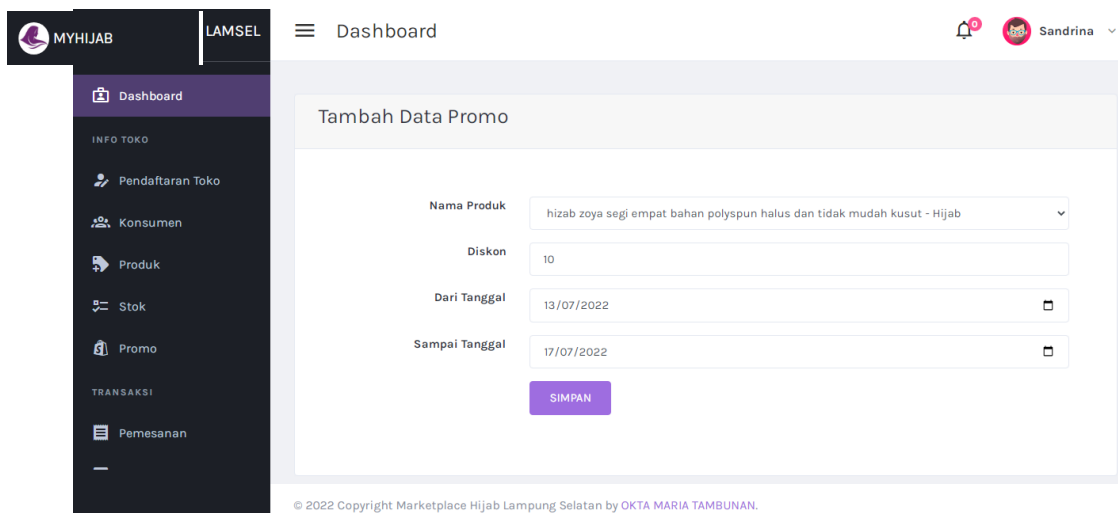 MYHIJAB
LAMSEL
Dashboard
0
Sandrina
Dashboard
INFO TOKO
Pendaftaran Toko
Konsumen
Produk
Stok
Promo
TRANSAKSI
Pemesanan
Tambah Data Promo
Nama Produk
hizab zoya segi empat bahan polyspun halus dan tidak mudah kusut - Hijab
Diskon
10
Dari Tanggal
13/07/2022
Sampai Tanggal
17/07/2022
SIMPAN
© 2022 Copyright Marketplace Hijab Lampung Selatan by OKTA MARIA TAMBUNAN.